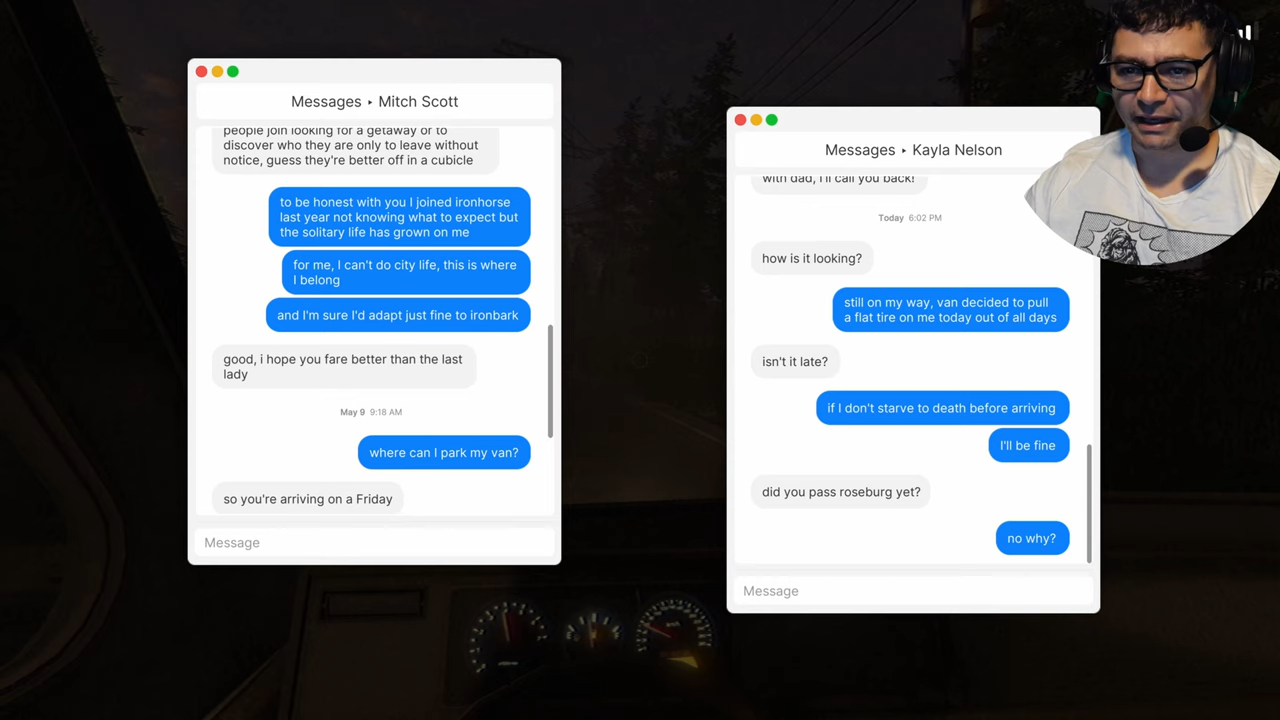 Messages ▸ Mitch Scott
people join looking for a getaway or to
discover who they are only to leave without
notice, guess they're better off in a cubicle
to be honest with you I joined ironhorse
last year not knowing what to expect but
the solitary life has grown on me
for me, I can't do city life, this is where
I belong
and I'm sure I'd adapt just fine to ironbark
good, i hope you fare better than the last
lady
May 9 9:18 AM
where can I park my van?
so you're arriving on a Friday
Message
Messages ▸ Kayla Nelson
with dad, I'll call you back!
Today 6:02 PM
how is it looking?
still on my way, van decided to pull
a flat tire on me today out of all days
isn't it late?
if I don't starve to death before arriving
I'll be fine
did you pass roseburg yet?
no why?
Message